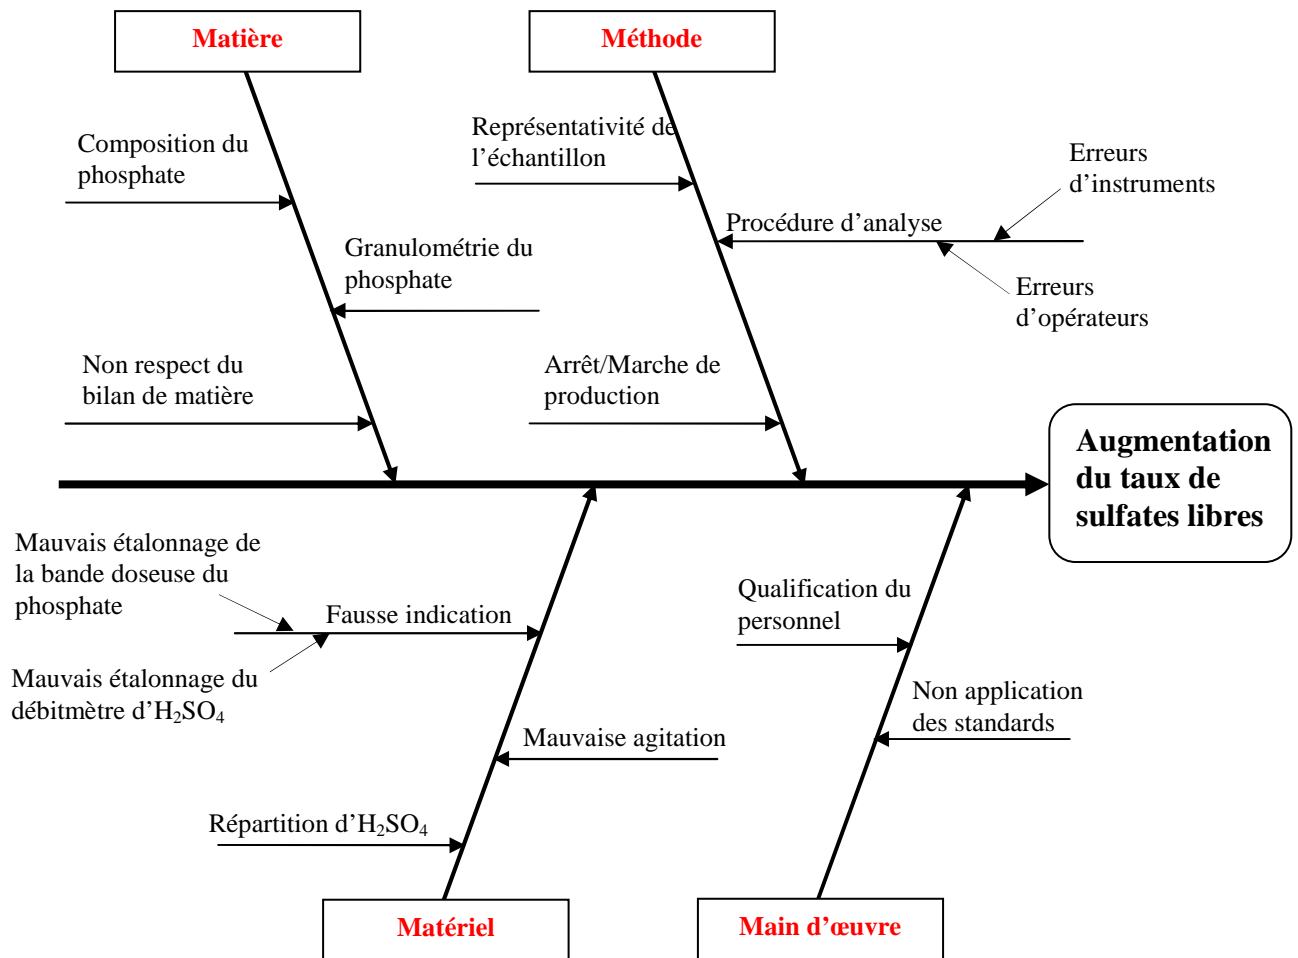 Matière
Méthode
Composition du
phosphate
Représentativité de
l’échantillon
Erreurs
d’instruments
Procédure d’analyse
Granulométrie du
phosphate
Erreurs
d’opérateurs
Non respect du
bilan de matière
Arrêt/Marche de
production
Augmentation
du taux de
sulfates libres
Mauvais étalonnage de
la bande doseuse du
phosphate
Fausse indication
Qualification du
personnel
Mauvais étalonnage du
débitmètre d’H₂SO₄
Non application
des standards
Mauvaise agitation
Répartition d’H₂SO₄
Matériel
Main d’œuvre